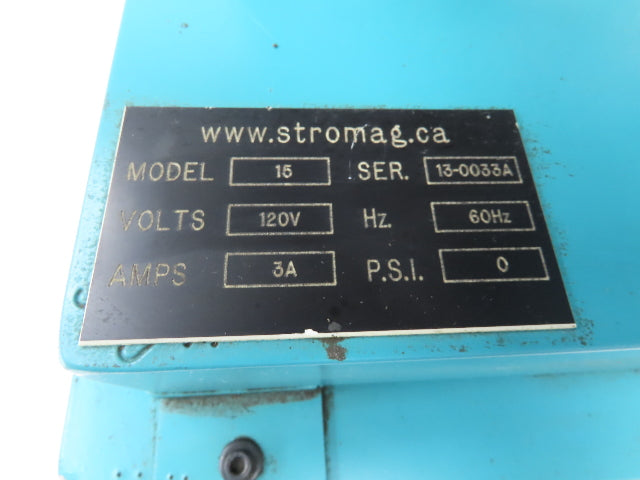 www.stromag.ca
MODEL 15 SER. 13-0033A
VOLTS 120V Hz. 60Hz
AMPS 3A P.S.I. 0